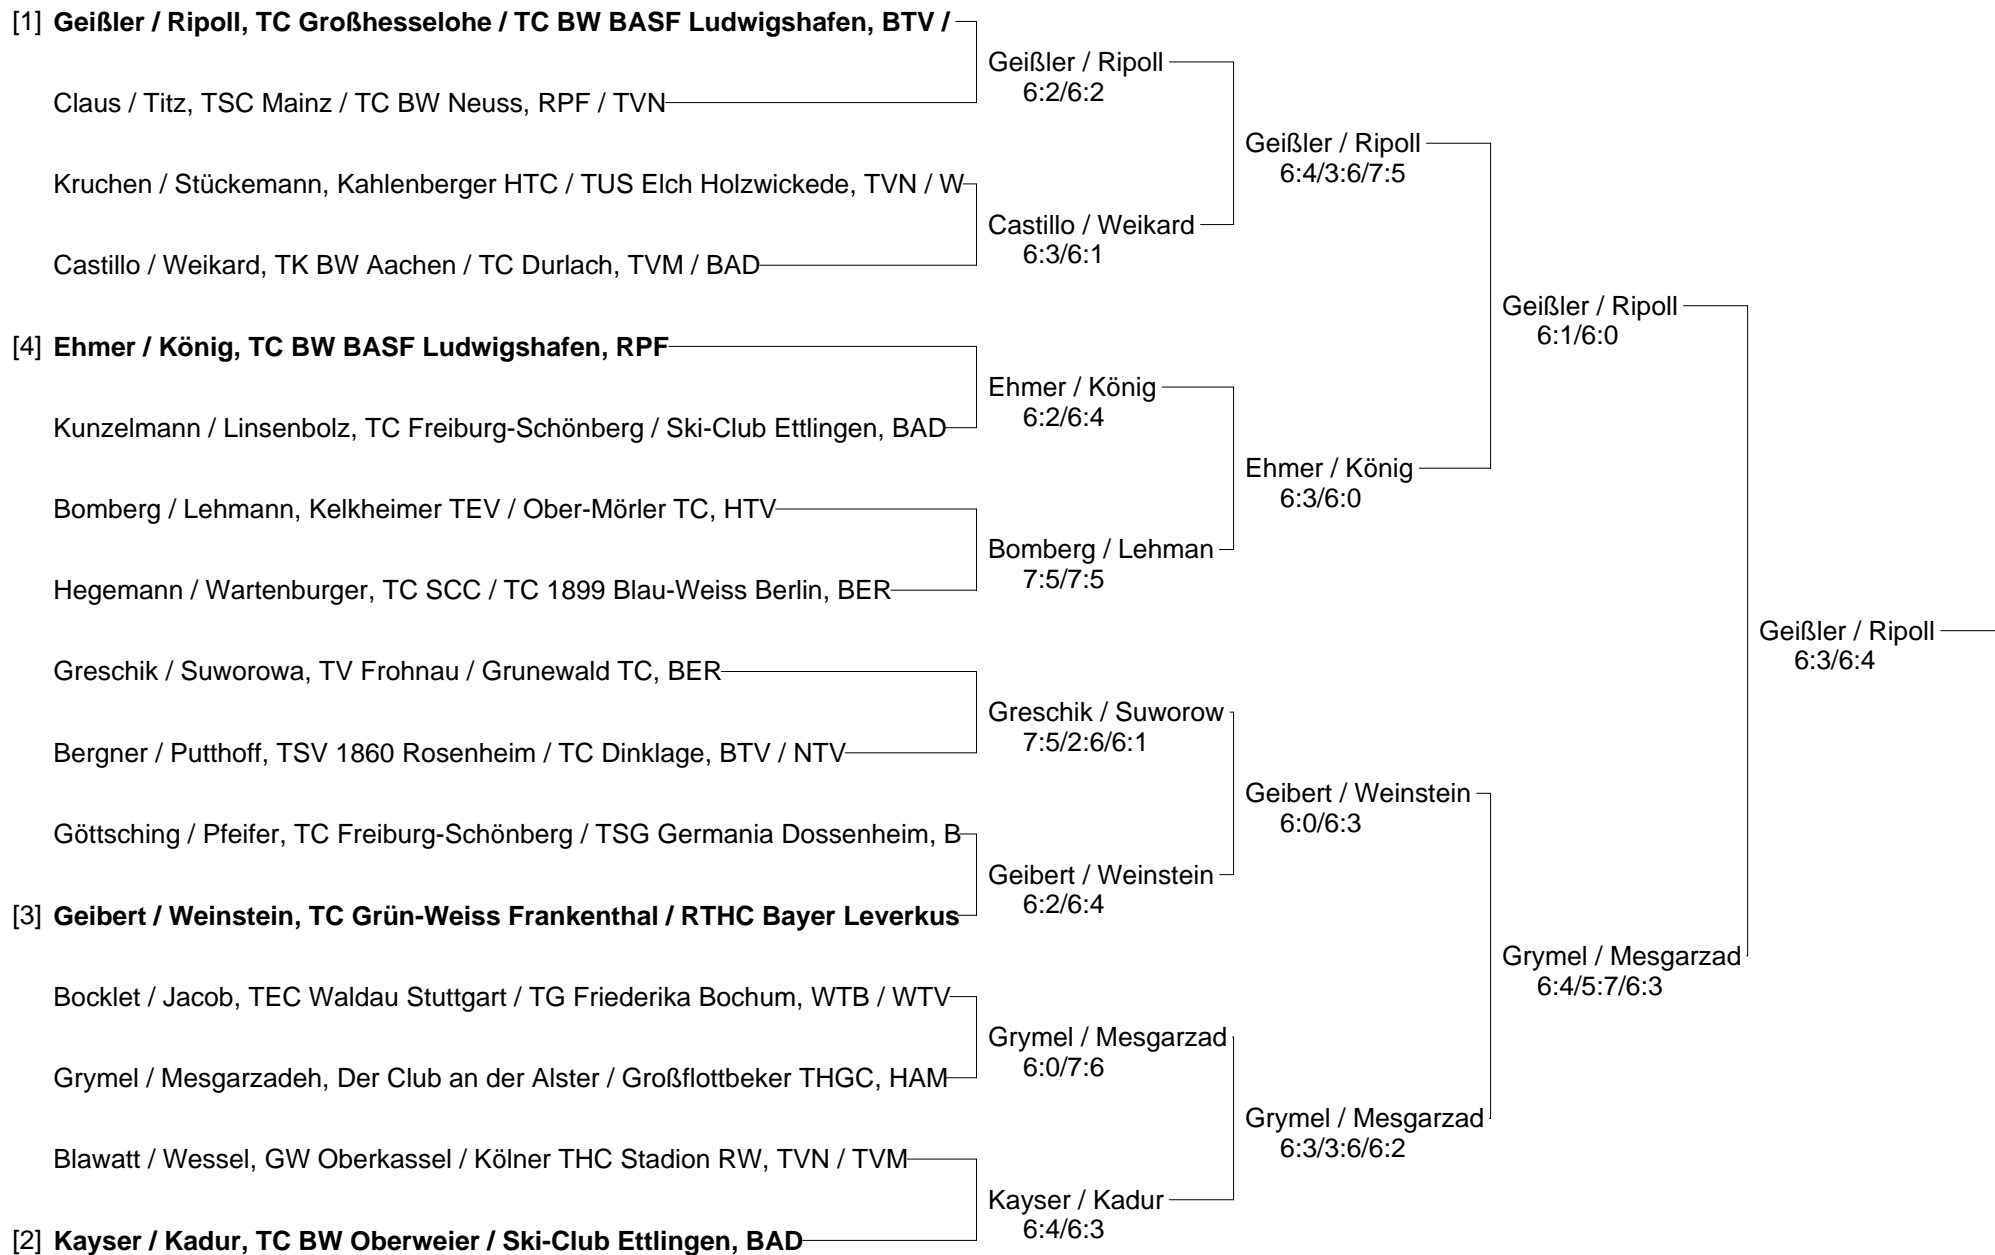 [1] Geißler / Ripoll, TC Großhesselohe / TC BW BASF Ludwigshafen, BTV /
Claus / Titz, TSC Mainz / TC BW Neuss, RPF / TVN
Kruchen / Stückemann, Kahlenberger HTC / TUS Elch Holzwickede, TVN / W
Castillo / Weikard, TK BW Aachen / TC Durlach, TVM / BAD
[4] Ehmer / König, TC BW BASF Ludwigshafen, RPF
Kunzelmann / Linsenbolz, TC Freiburg-Schönberg / Ski-Club Ettlingen, BAD
Bomberg / Lehmann, Kelkheimer TEV / Ober-Mörler TC, HTV
Hegemann / Wartenburger, TC SCC / TC 1899 Blau-Weiss Berlin, BER
Greschik / Suworowa, TV Frohnau / Grunewald TC, BER
Bergner / Putthoff, TSV 1860 Rosenheim / TC Dinklage, BTV / NTV
Göttsching / Pfeifer, TC Freiburg-Schönberg / TSG Germania Dossenheim, B
[3] Geibert / Weinstein, TC Grün-Weiss Frankenthal / RTHC Bayer Leverkus
Bocklet / Jacob, TEC Waldau Stuttgart / TG Friederika Bochum, WTB / WTV
Grymel / Mesgarzadeh, Der Club an der Alster / Großflottbeker THGC, HAM
Blawatt / Wessel, GW Oberkassel / Kölner THC Stadion RW, TVN / TVM
[2] Kayser / Kadur, TC BW Oberweier / Ski-Club Ettlingen, BAD
Geißler / Ripoll
6:2/6:2
Castillo / Weikard
6:3/6:1
Ehmer / König
6:2/6:4
Bomberg / Lehman
7:5/7:5
Greschik / Suworow
7:5/2:6/6:1
Geibert / Weinstein
6:2/6:4
Grymel / Mesgarzad
6:0/7:6
Kayser / Kadur
6:4/6:3
Geißler / Ripoll
6:4/3:6/7:5
Ehmer / König
6:3/6:0
Geibert / Weinstein
6:0/6:3
Grymel / Mesgarzad
6:3/3:6/6:2
Geißler / Ripoll
6:1/6:0
Grymel / Mesgarzad
6:4/5:7/6:3
Geißler / Ripoll
6:3/6:4